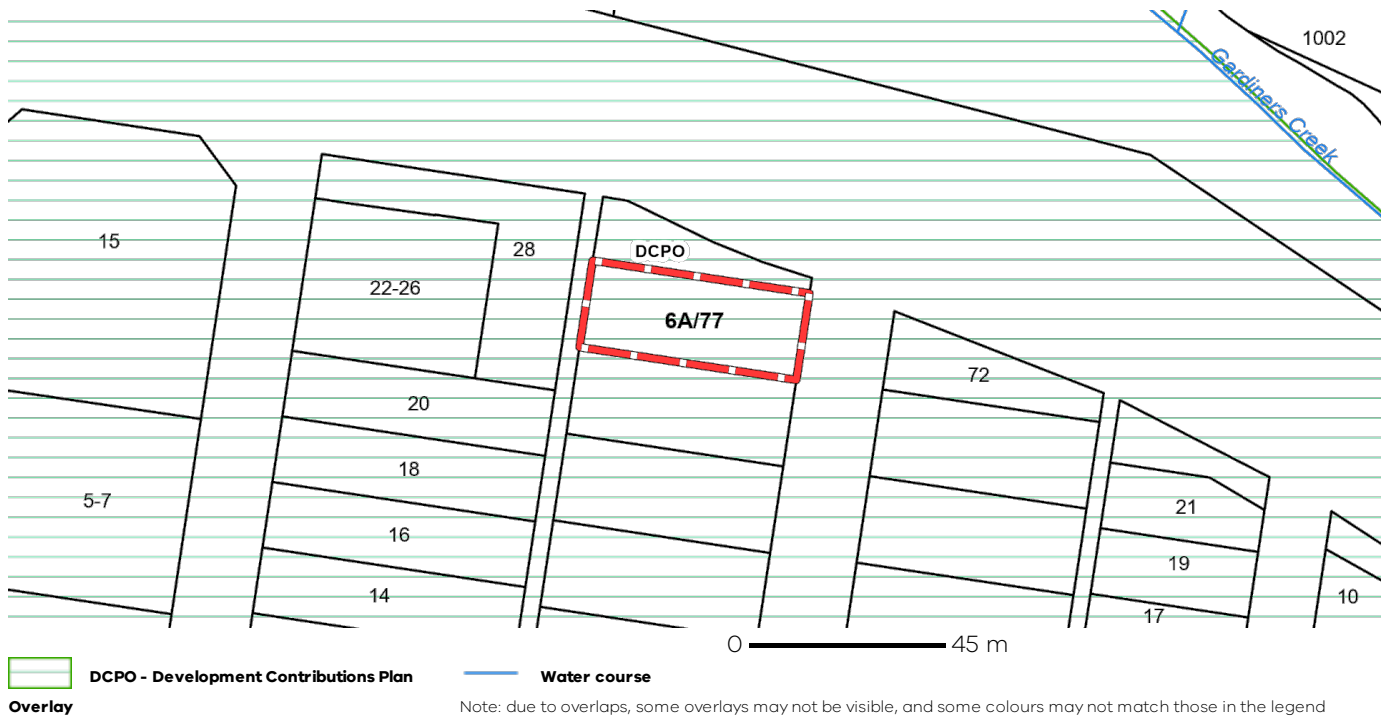 1002
Gardiners Creek
15
28
DCPO
22-26
6A/77
72
20
18
5-7
21
16
19
14
10
17
0 45 m
DCPO - Development Contributions Plan Water course
Overlay Note: due to overlaps, some overlays may not be visible, and some colours may not match those in the legend